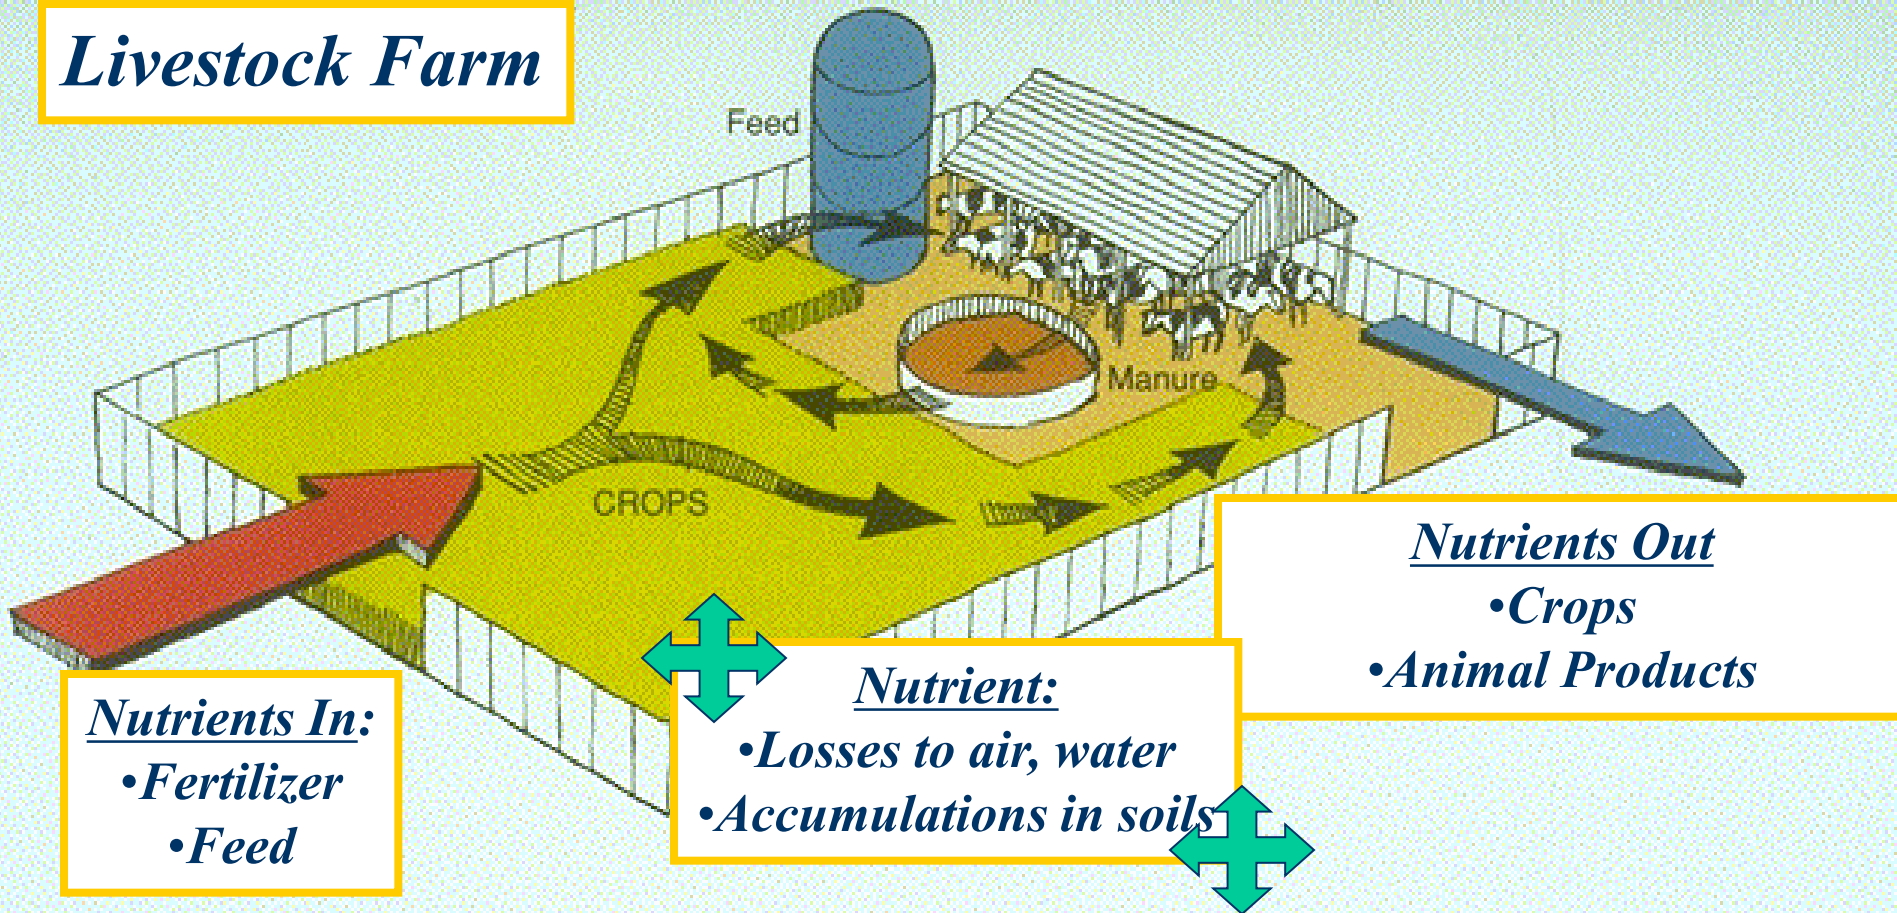 Livestock Farm
Feed
Manure
CROPS
Nutrients Out
•Crops
•Animal Products
Nutrient:
•Losses to air, water
•Accumulations in soils
Nutrients In:
•Fertilizer
•Feed